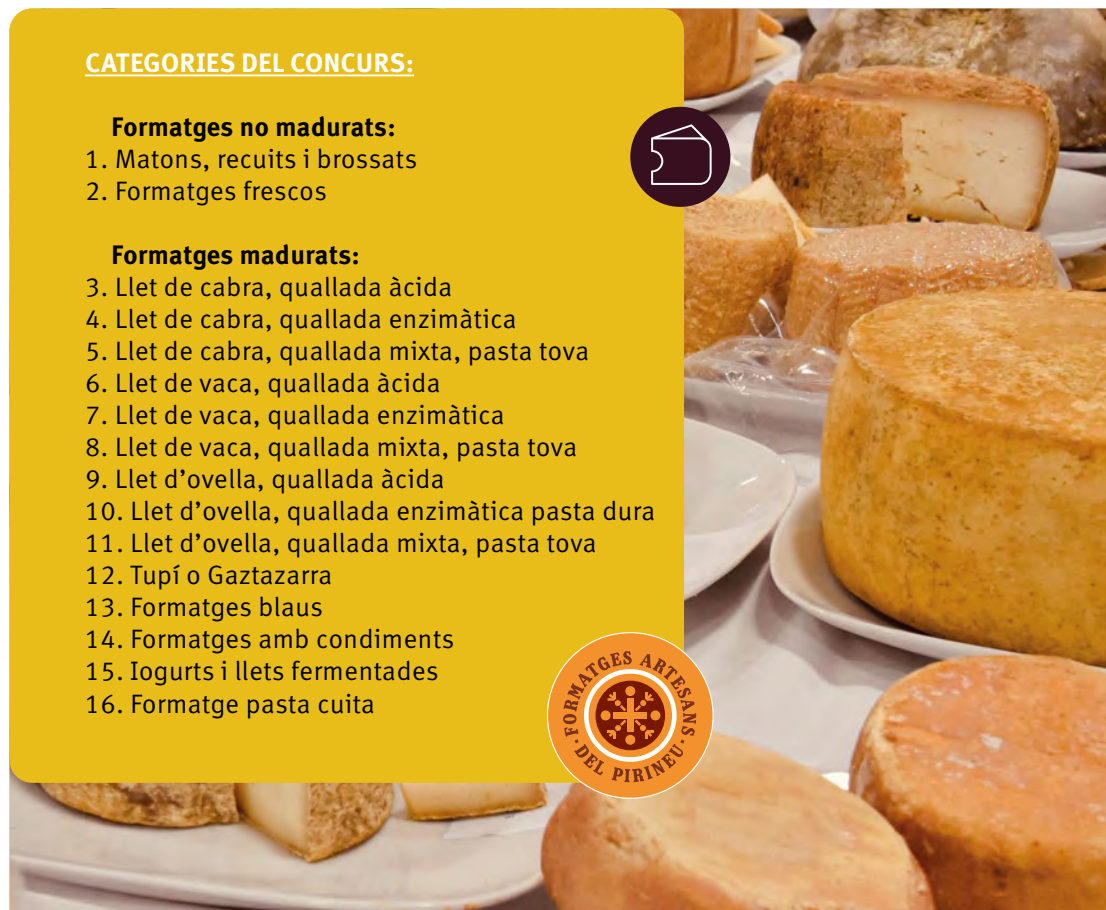 CATEGORIES DEL CONCURS:
Formatges no madurats:
1. Matons, recuits i brossats
2. Formatges frescos
Formatges madurats:
3. Llet de cabra, quallada àcida
4. Llet de cabra, quallada enzimàtica
5. Llet de cabra, quallada mixta, pasta tova
6. Llet de vaca, quallada àcida
7. Llet de vaca, quallada enzimàtica
8. Llet de vaca, quallada mixta, pasta tova
9. Llet d’ovella, quallada àcida
10. Llet d’ovella, quallada enzimàtica pasta dura
11. Llet d’ovella, quallada mixta, pasta tova
12. Tupí o Gaztazarra
13. Formatges blaus
14. Formatges amb condiments
15. Iogurts i llets fermentades
16. Formatge pasta cuita
FORMATGES ARTESANS
· DEL PIRINEU ·